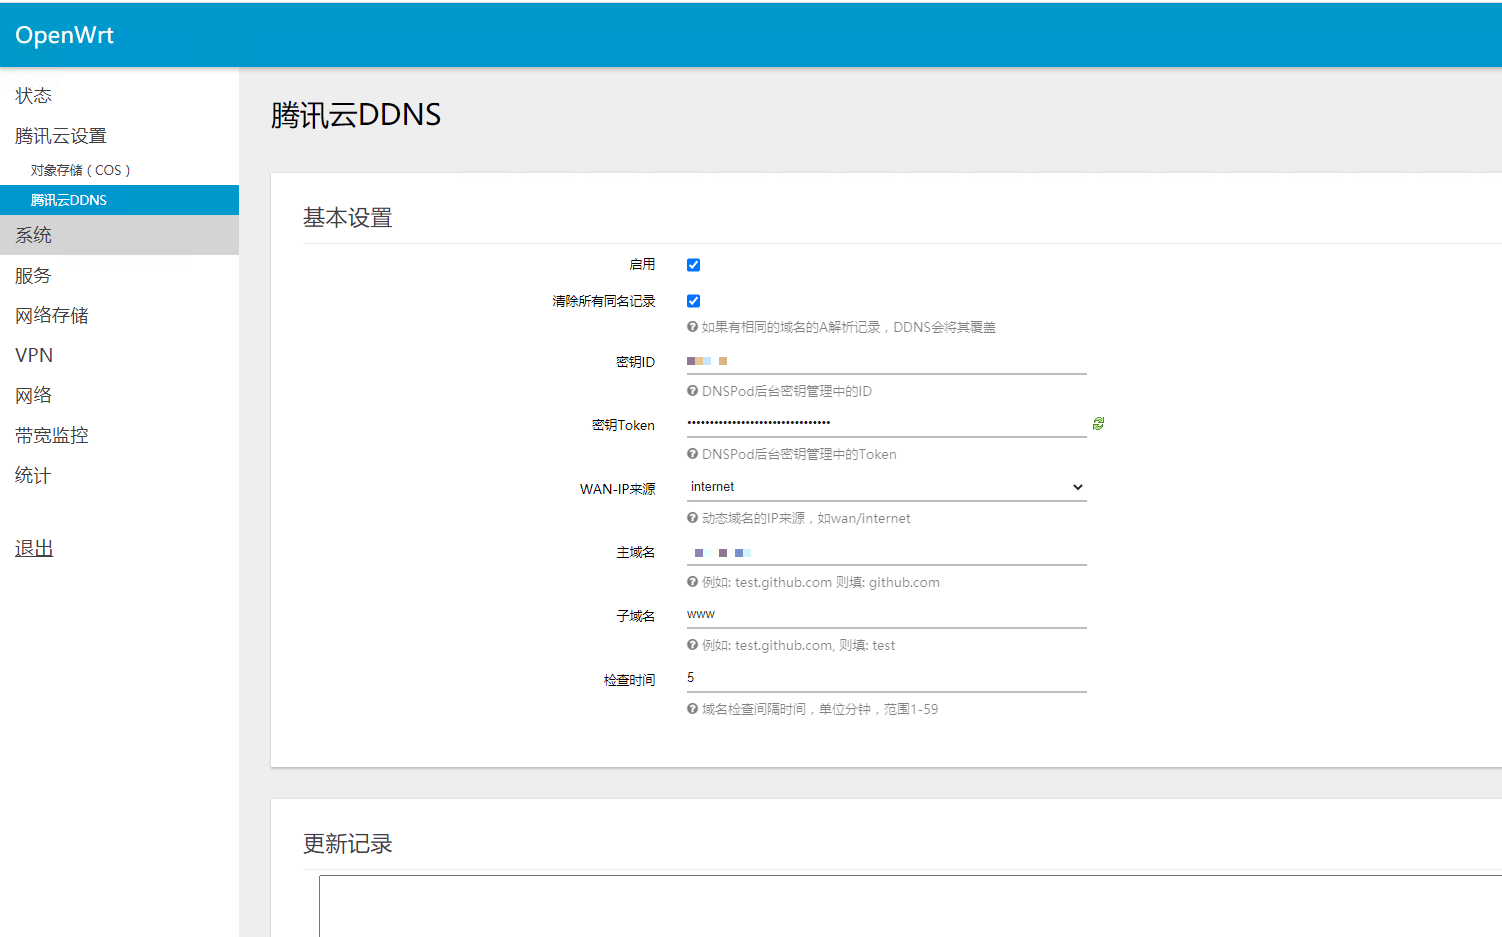 OpenWrt
状态
腾讯云设置
对象存储（COS）
腾讯云DDNS
系统
服务
网络存储
VPN
网络
带宽监控
统计
退出
腾讯云DDNS
基本设置
启用
清除所有同名记录
如果有相同的域名的A解析记录，DDNS会将其覆盖
密钥ID
DNSPod后台密钥管理中的ID
密钥Token ••••••••••••••••••••••••••••••••
DNSPod后台密钥管理中的Token
WAN-IP来源 internet
动态域名的IP来源，如wan/internet
主域名
例如: test.github.com 则填: github.com
子域名 www
例如: test.github.com, 则填: test
检查时间 5
域名检查间隔时间，单位分钟，范围1-59
更新记录